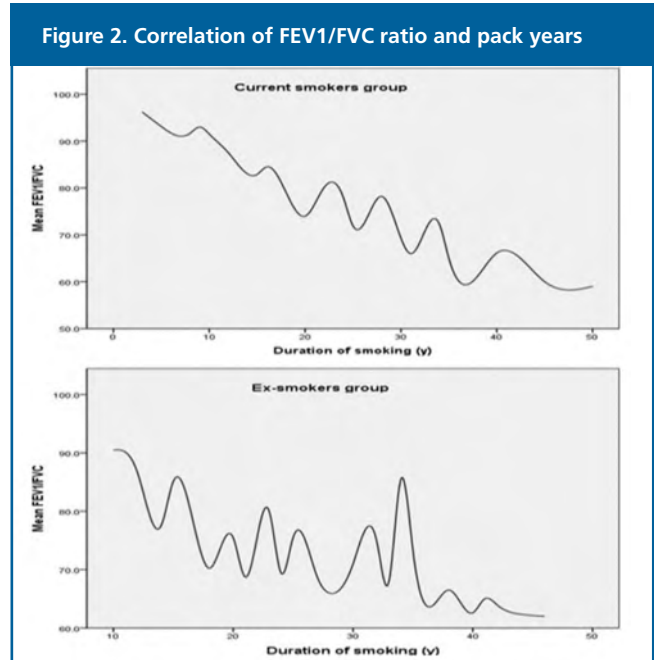 Figure 2. Correlation of FEV1/FVC ratio and pack years
Current smokers group
100.0
90.0
80.0
70.0
60.0
50.0
Mean FEV1/FVC
0 10 20 30 40 50
Duration of smoking (y)
Ex-smokers group
100.0
90.0
80.0
70.0
60.0
Mean FEV1/FVC
10 20 30 40 50
Duration of smoking (y)